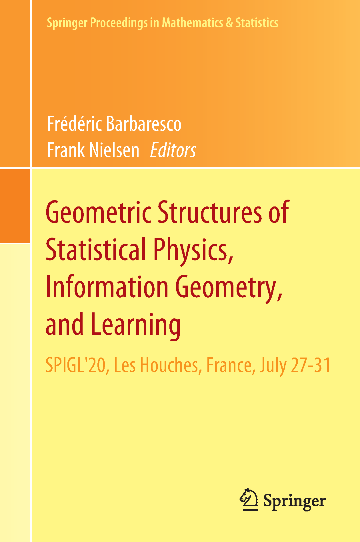 Springer Proceedings in Mathematics & Statistics
Frédéric Barbaresco
Frank Nielsen Editors
Geometric Structures of
Statistical Physics,
Information Geometry,
and Learning
SPIGL'20, Les Houches, France, July 27-31
Springer